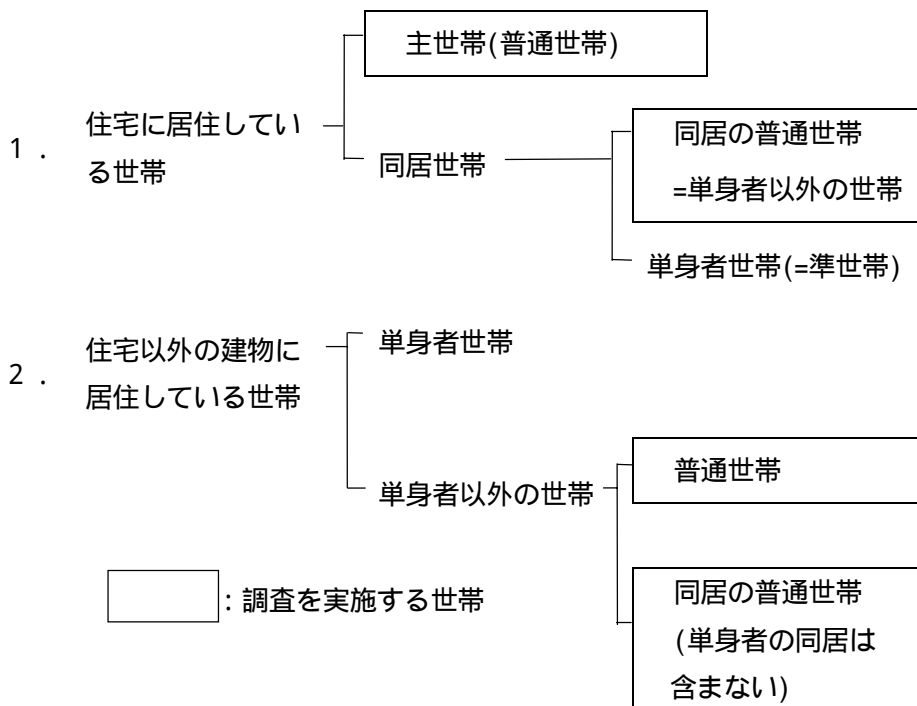 主世帯(普通世帯)
1. 住宅に居住してい
る世帯
同居世帯
同居の普通世帯
=単身者以外の世帯
単身者世帯(=準世帯)
2. 住宅以外の建物に
居住している世帯
単身者世帯
単身者以外の世帯
普通世帯
同居の普通世帯
(単身者の同居は
含まない)
:調査を実施する世帯